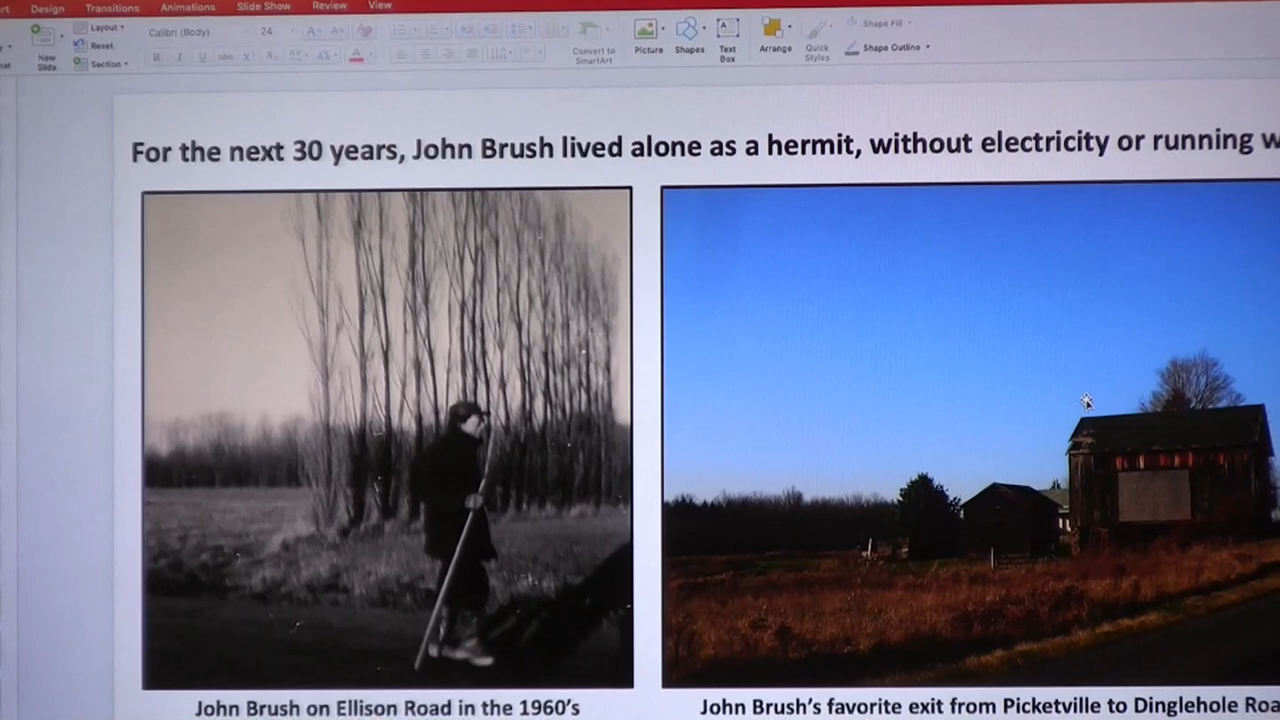 Design Transitions Animations Slide Show Review View
New Slide
Layout
Reset
Section
Calibri (Body) 24
Convert to SmartArt
Picture
Shapes
Text Box
Arrange
Quick Styles
Shape Fill
Shape Outline
For the next 30 years, John Brush lived alone as a hermit, without electricity or running
John Brush on Ellison Road in the 1960's
John Brush's favorite exit from Picketville to Dinglehole